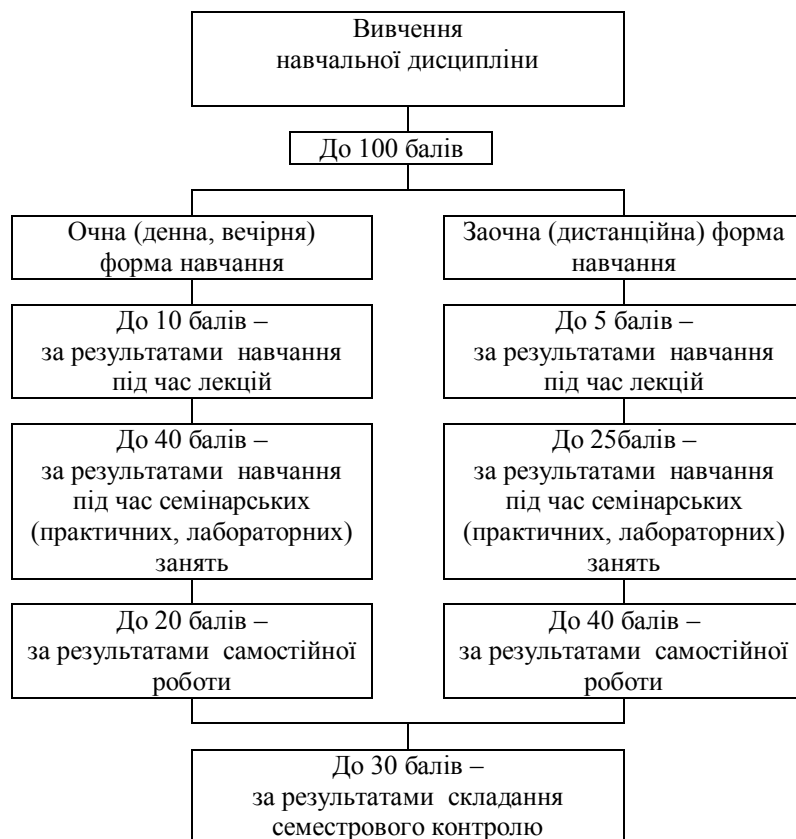 Вивчення
навчальної дисципліни
До 100 балів
Очна (денна, вечірня)
форма навчання
До 10 балів –
за результатами навчання
під час лекцій
До 40 балів –
за результатами навчання
під час семінарських
(практичних, лабораторних)
занять
До 20 балів –
за результатами самостійної
роботи
Заочна (дистанційна) форма
навчання
До 5 балів –
за результатами навчання
під час лекцій
До 25балів –
за результатами навчання
під час семінарських
(практичних, лабораторних)
занять
До 40 балів –
за результатами самостійної
роботи
До 30 балів –
за результатами складання
семестрового контролю